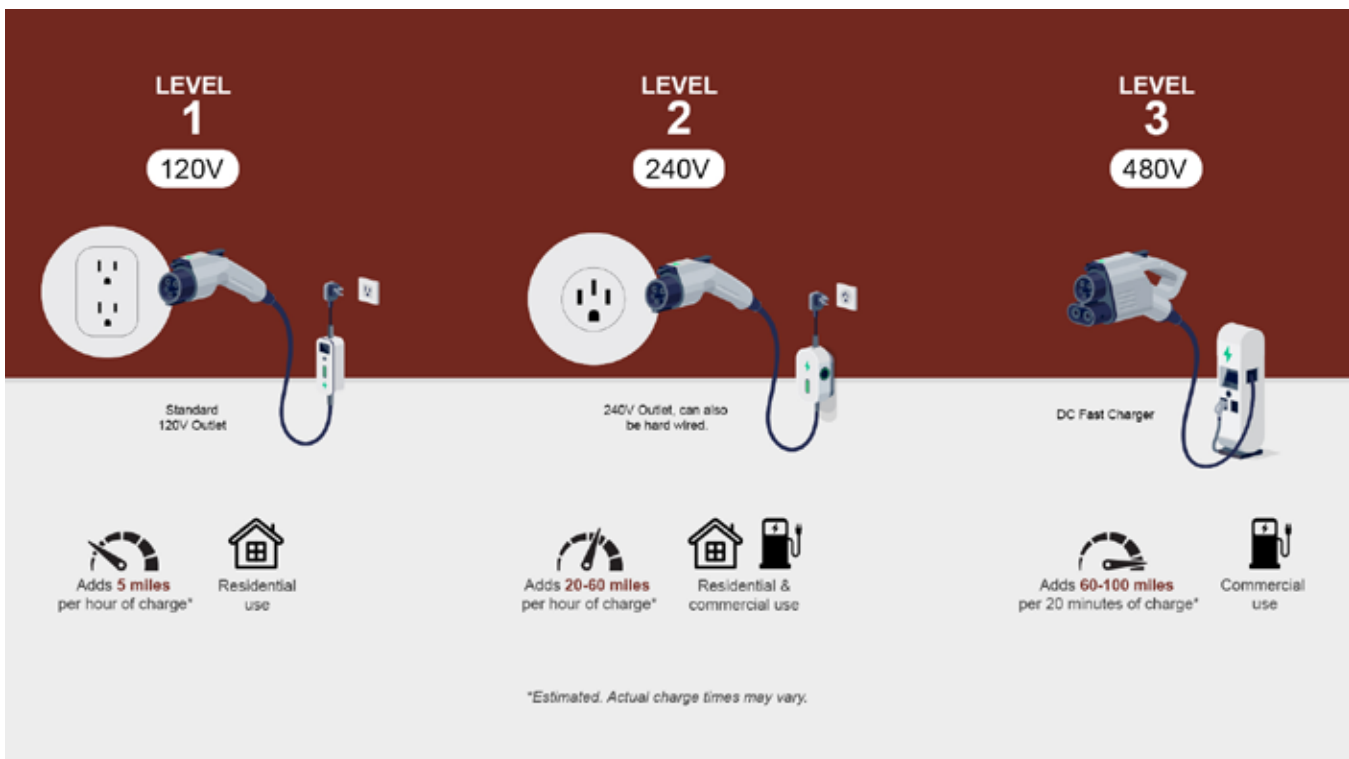 LEVEL
1
120V
Standard
120V Outlet
Adds 5 miles
per hour of charge*
Residential
use
LEVEL
2
240V
240V Outlet, can also
be hard wired.
Adds 20-60 miles
per hour of charge*
Residential &
commercial use
LEVEL
3
480V
DC Fast Charger
Adds 60-100 miles
per 20 minutes of charge*
Commercial
use
*Estimated. Actual charge times may vary.